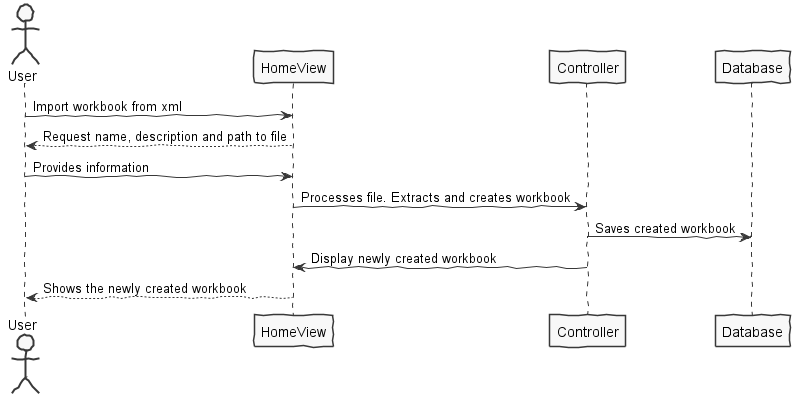 User
HomeView
Controller
Database
Import workbook from xml
Request name, description and path to file
Provides information
Processes file. Extracts and creates workbook
Saves created workbook
Display newly created workbook
Shows the newly created workbook
User
HomeView
Controller
Database